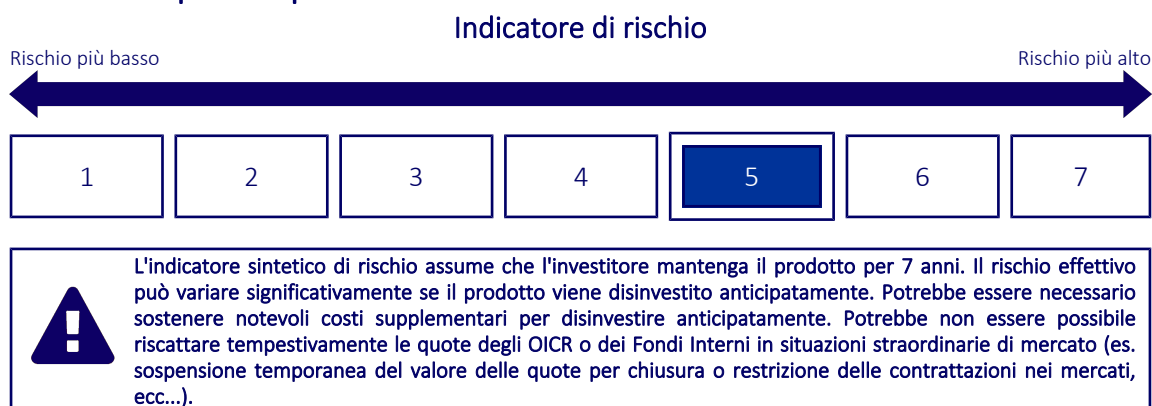 Indicatore di rischio
Rischio più basso
Rischio più alto
1
2
3
4
5
6
7
L'indicatore sintetico di rischio assume che l'investitore mantenga il prodotto per 7 anni. Il rischio effettivo
può variare significativamente se il prodotto viene disinvestito anticipatamente. Potrebbe essere necessario
sostenere notevoli costi supplementari per disinvestire anticipatamente. Potrebbe non essere possibile
riscattare tempestivamente le quote degli OICR o dei Fondi Interni in situazioni straordinarie di mercato (es.
sospensione temporanea del valore delle quote per chiusura o restrizione delle contrattazioni nei mercati,
ecc...).